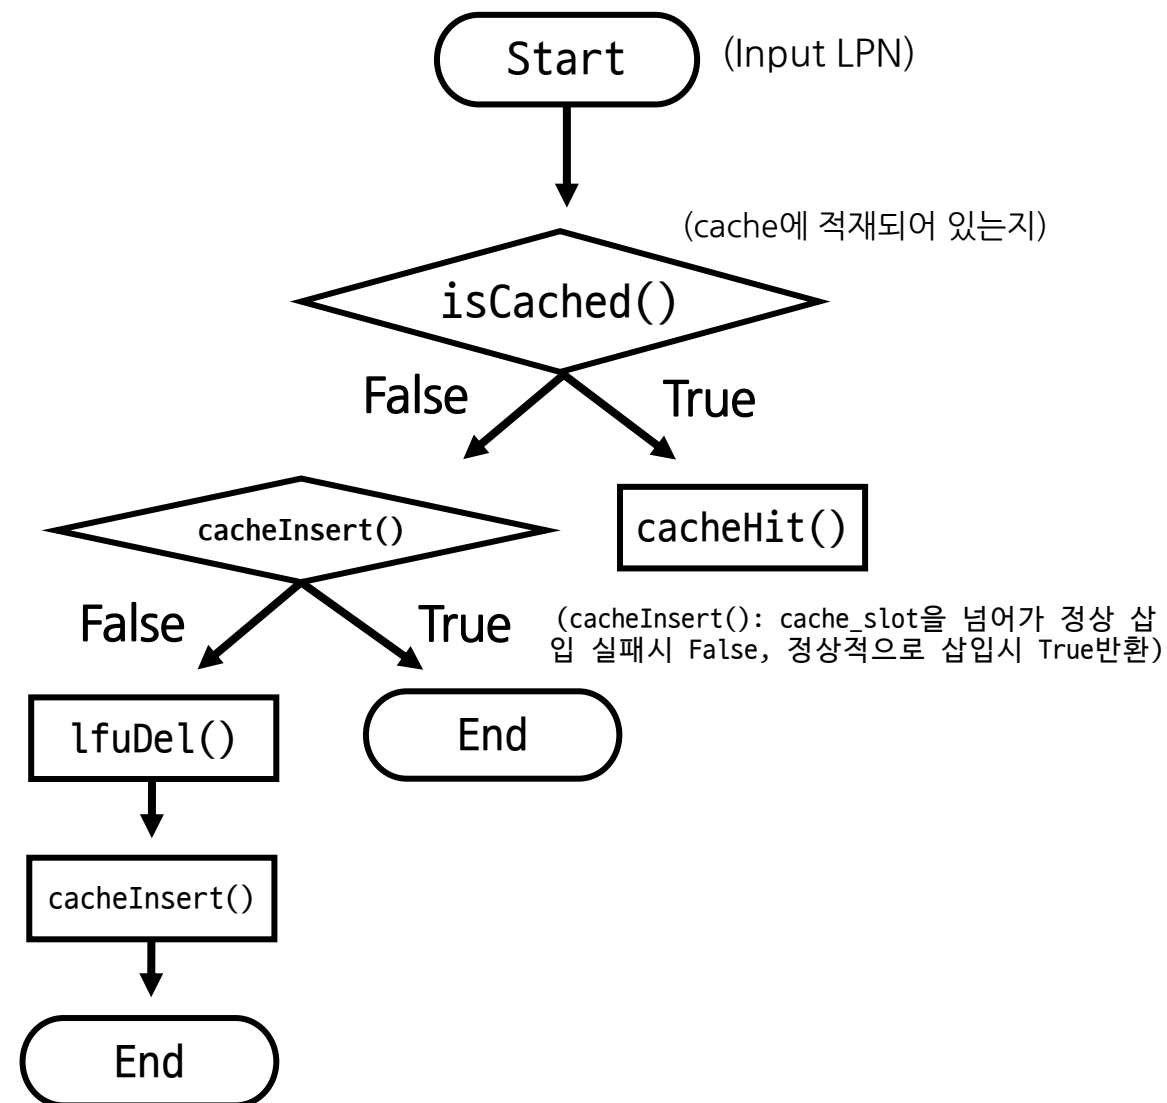 Start
(Input LPN)
(cache에 적재되어 있는지)
isCached()
False
True
cacheInsert()
cacheHit()
False
True
(cacheInsert(): cache_slot을 넘어가 정상 삽
입 실패시 False, 정상적으로 삽입시 True반환)
lfuDel()
End
cacheInsert()
End